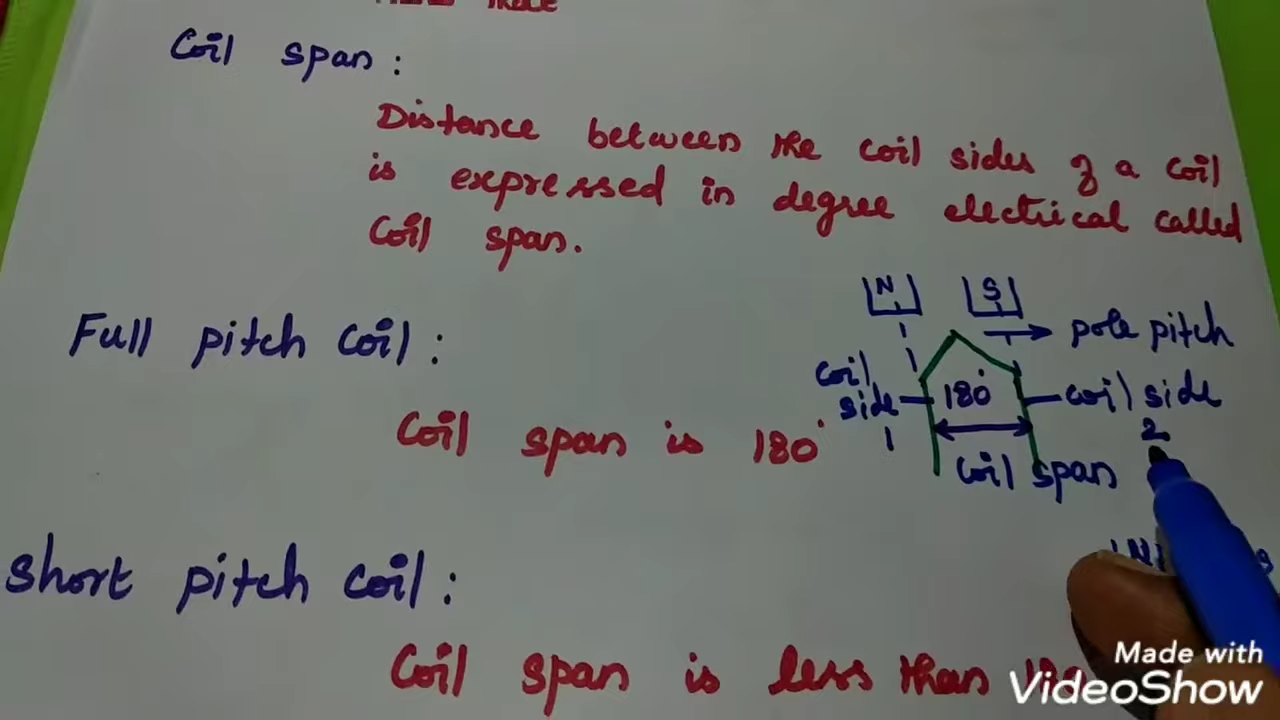 Coil span :
Distance between the coil sides of a coil
is expressed in degree electrical called
Coil span.
N S
pole pitch
Full pitch coil :
coil
side
1
180°
coil side
2
Coil span is 180°
coil span
N
Short pitch coil :
Coil span is less than 180
Made with
VideoShow